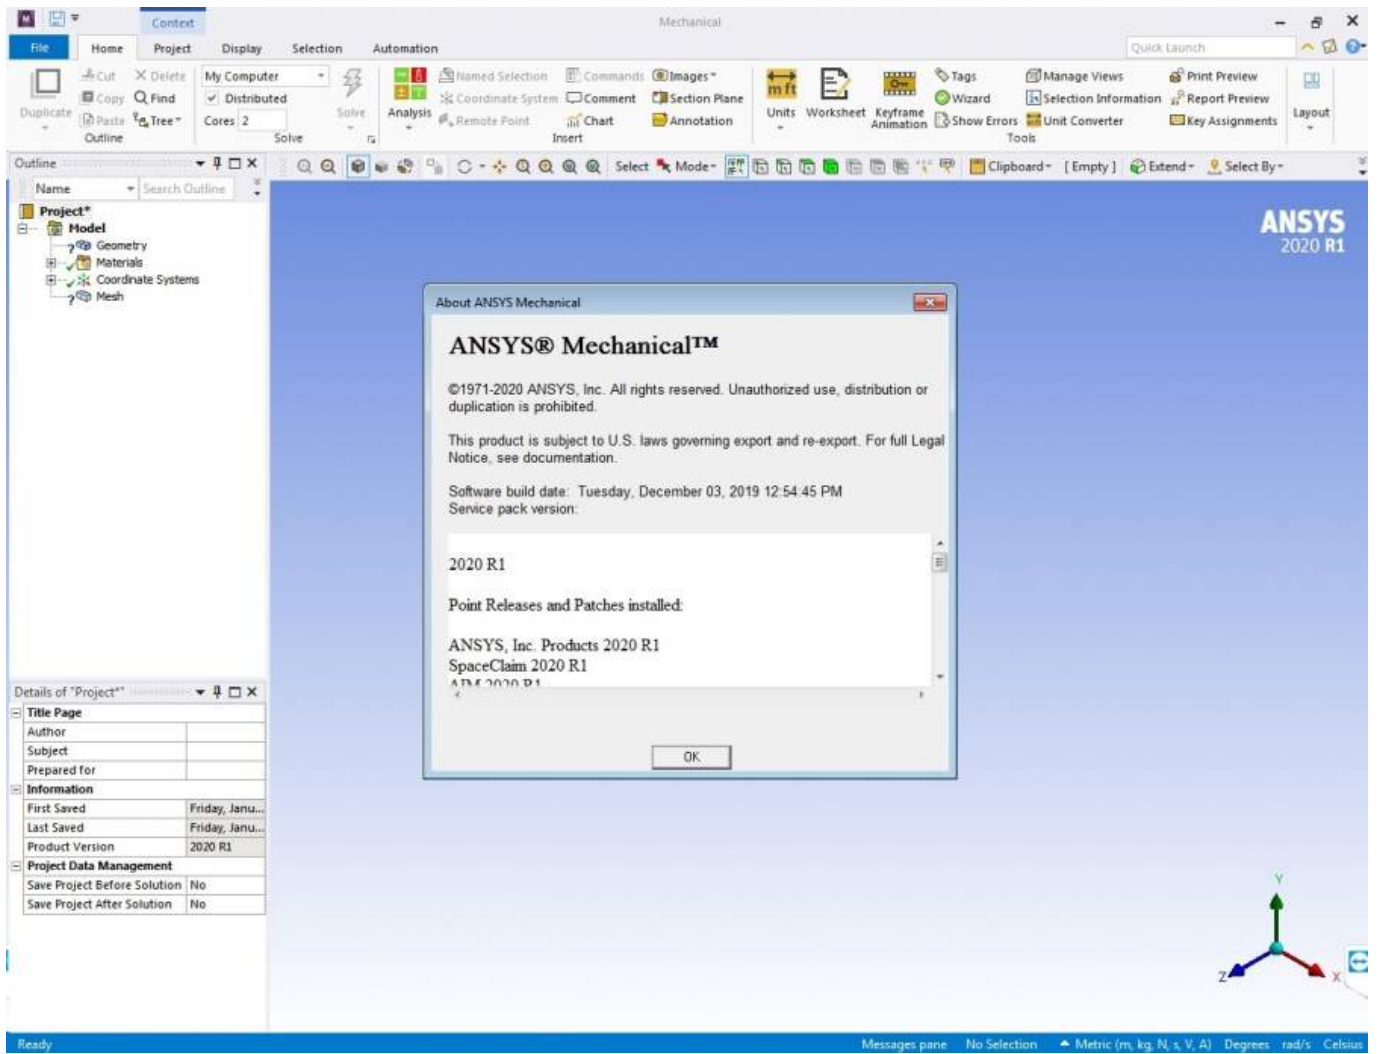 Context
Mechanical
File Home Project Display Selection Automation
Quick Launch
Duplicate
Cut
Copy
Paste
Delete
Find
Tree
Outline
My Computer
Distributed
Cores 2
Solve
Solve
Analysis
Named Selection
Coordinate System
Remote Point
Commands
Comment
Chart
Images
Section Plane
Annotation
Insert
m ft
Units
Worksheet
Keyframe
Animation
Tags
Wizard
Show Errors
Manage Views
Selection Information
Unit Converter
Print Preview
Report Preview
Key Assignments
Tools
Layout
Outline
Select Mode
Clipboard [ Empty ] Extend Select By
Name Search Outline
Project*
Model
Geometry
Materials
Coordinate Systems
Mesh
ANSYS
2020 R1
About ANSYS Mechanical
ANSYS® Mechanical™
©1971-2020 ANSYS, Inc. All rights reserved. Unauthorized use, distribution or
duplication is prohibited.
This product is subject to U.S. laws governing export and re-export. For full Legal
Notice, see documentation.
Software build date: Tuesday, December 03, 2019 12:54:45 PM
Service pack version:
2020 R1
Point Releases and Patches installed:
ANSYS, Inc. Products 2020 R1
SpaceClaim 2020 R1
AIM 2020 R1
OK
Details of "Project*"
Title Page
Author
Subject
Prepared for
Information
First Saved Friday, Janu...
Last Saved Friday, Janu...
Product Version 2020 R1
Project Data Management
Save Project Before Solution No
Save Project After Solution No
Y
Z
X
Ready
Messages pane No Selection Metric (m, kg, N, s, V, A) Degrees rad/s Celsius